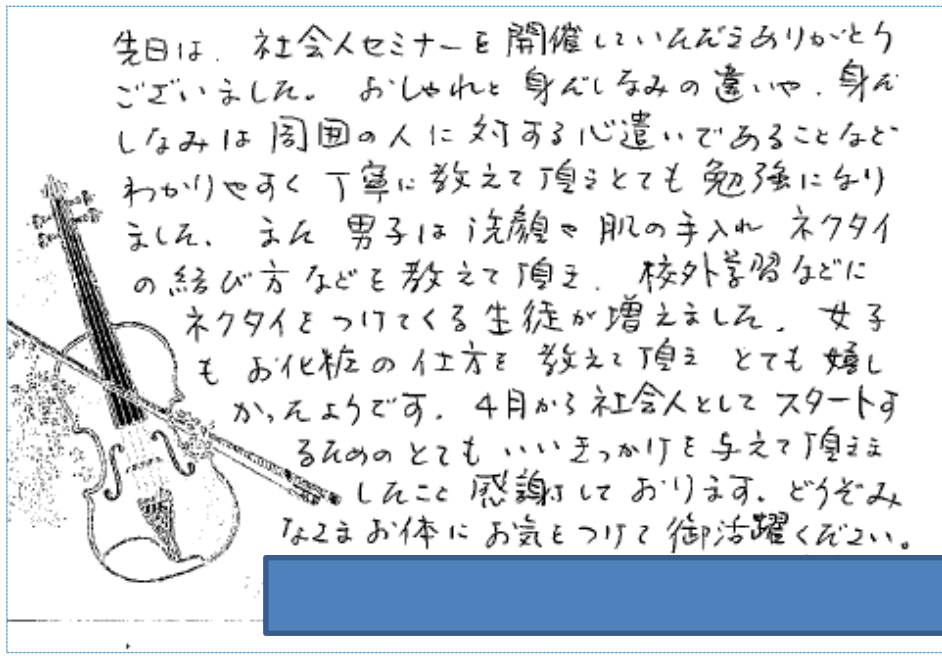 先日は、社会人セミナーを開催していただきありがとう
ございました。おしゃれと身だしなみの違いや、身だ
しなみは周囲の人に対する心遣いであることなど
わかりやすく丁寧に教えて頂きとても勉強になり
ました。また男子は洗顔や肌の手入れネクタイ
の結び方などを教えて頂き、校外学習などに
ネクタイをつけてくる生徒が増えました。女子
もお化粧の仕方を教えて頂きとても嬉し
かったようです。4月から社会人としてスタートす
るためのとてもいいきっかけを与えて頂きま
したこと感謝しております。どうぞみ
なさまお体にお気をつけて御活躍ください。